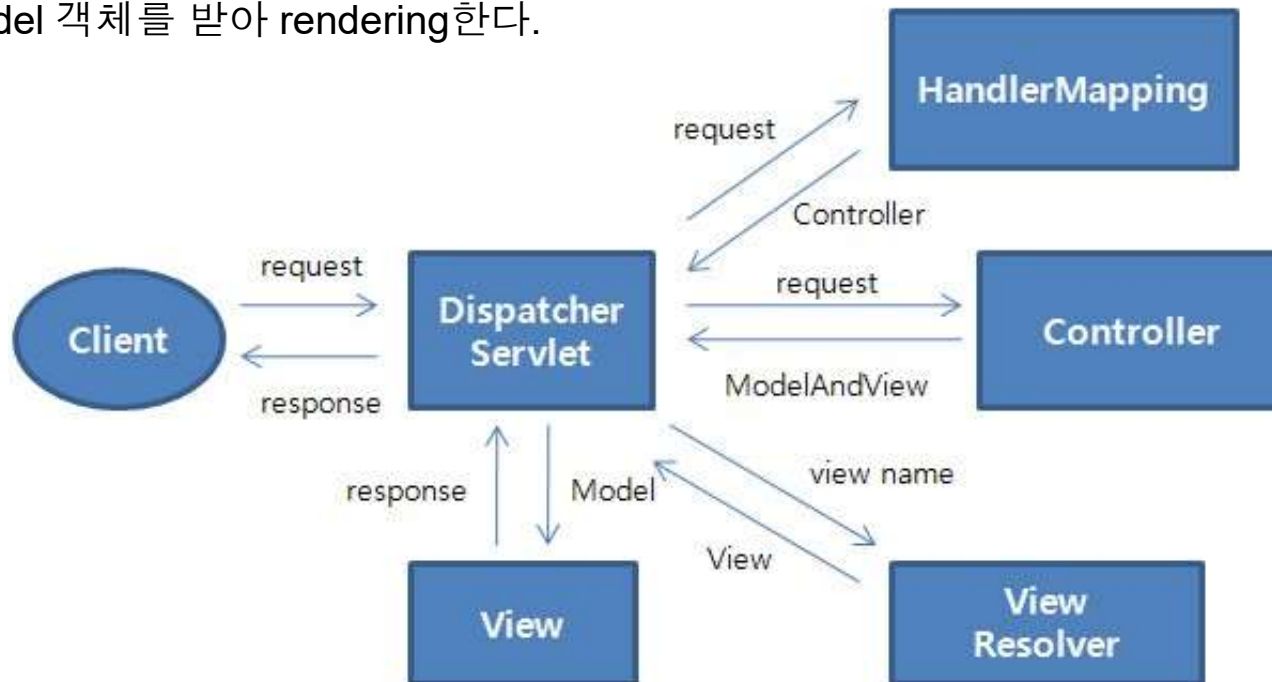 del 객체를 받아 rendering한다.
HandlerMapping
request
Controller
request
request
Client
Dispatcher
Servlet
Controller
ModelAndView
response
response
Model
view name
View
View
View
Resolver